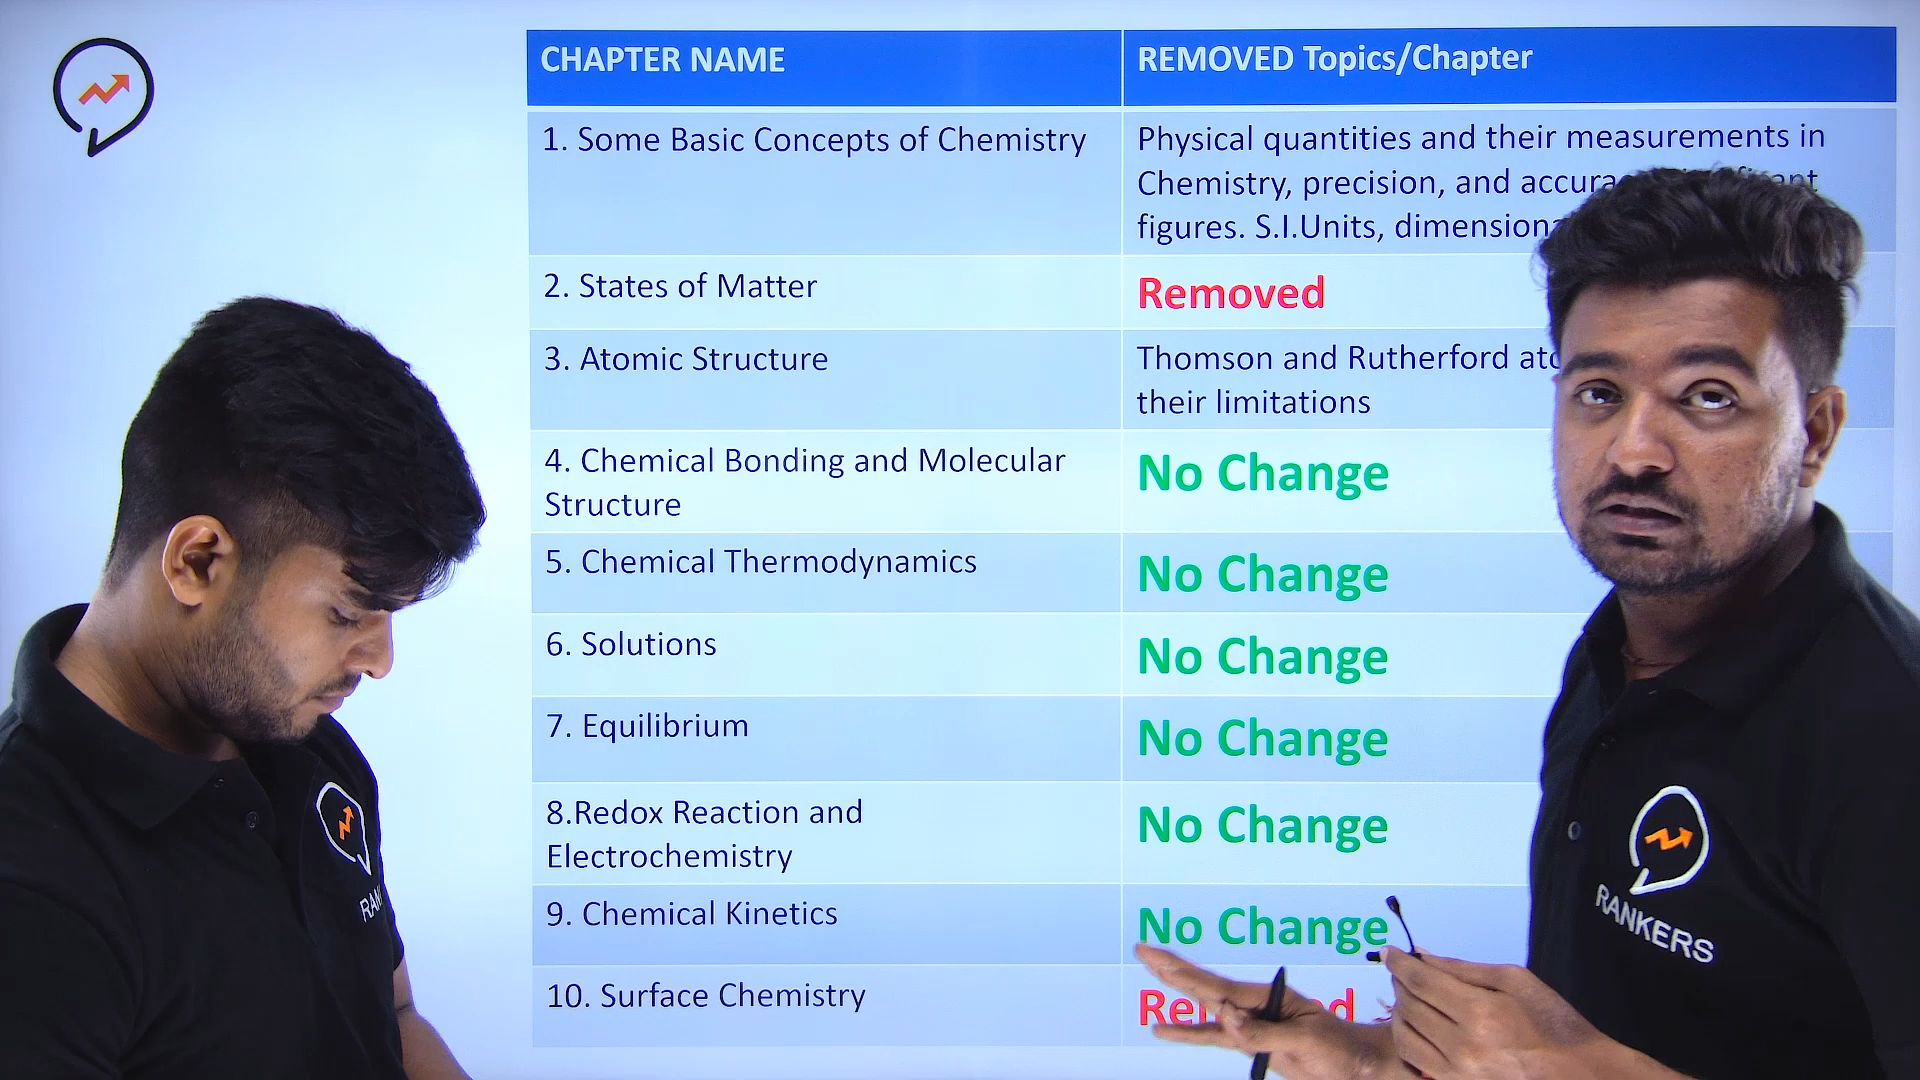 CHAPTER NAME
REMOVED Topics/Chapter
1. Some Basic Concepts of Chemistry
Physical quantities and their measurements in
Chemistry, precision, and
figures. S.I.Units,
2. States of Matter
Removed
3. Atomic Structure
Thomson and Rutherford
their limitations
4. Chemical Bonding and Molecular
Structure
No Change
5. Chemical Thermodynamics
No Change
6. Solutions
No Change
7. Equilibrium
No Change
8.Redox Reaction and
Electrochemistry
No Change
9. Chemical Kinetics
No Change
10. Surface Chemistry
RANKERS